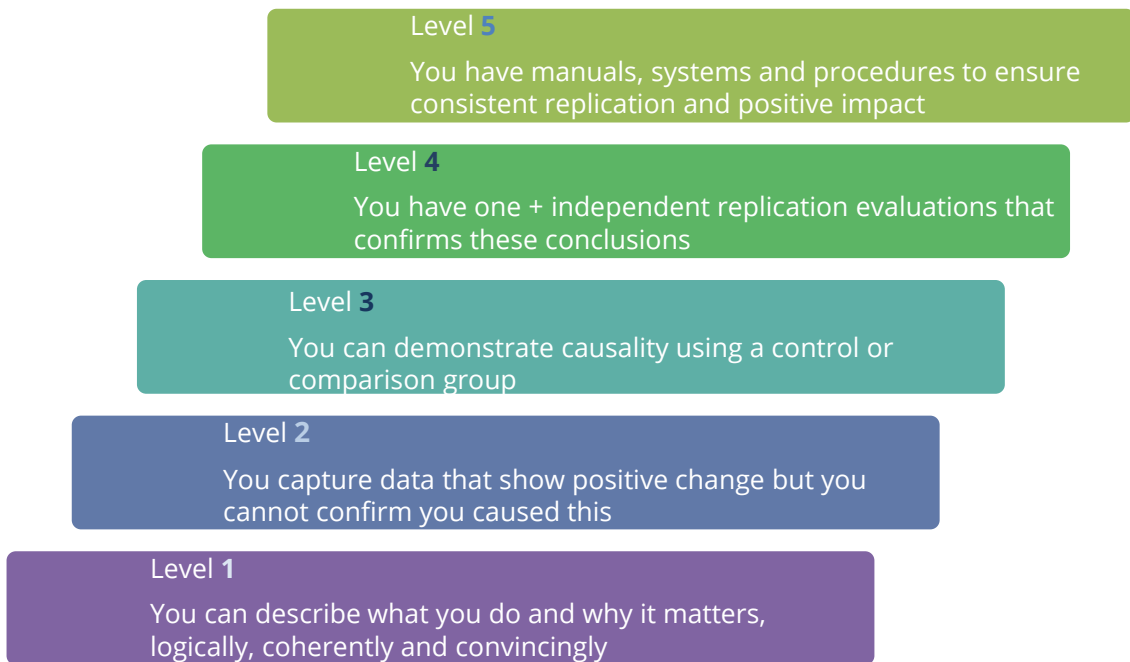 Level 5
You have manuals, systems and procedures to ensure
consistent replication and positive impact
Level 4
You have one + independent replication evaluations that
confirms these conclusions
Level 3
You can demonstrate causality using a control or
comparison group
Level 2
You capture data that show positive change but you
cannot confirm you caused this
Level 1
You can describe what you do and why it matters,
logically, coherently and convincingly